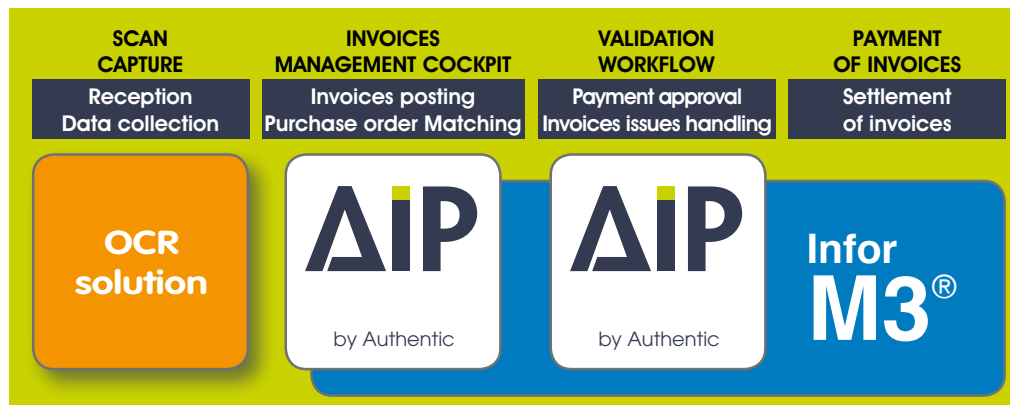 SCAN
CAPTURE
Reception
Data collection
INVOICES
MANAGEMENT COCKPIT
Invoices posting
Purchase order Matching
VALIDATION
WORKFLOW
Payment approval
Invoices issues handling
PAYMENT
OF INVOICES
Settlement
of invoices
OCR
solution
AiP
by Authentic
AiP
by Authentic
Infor
M3®